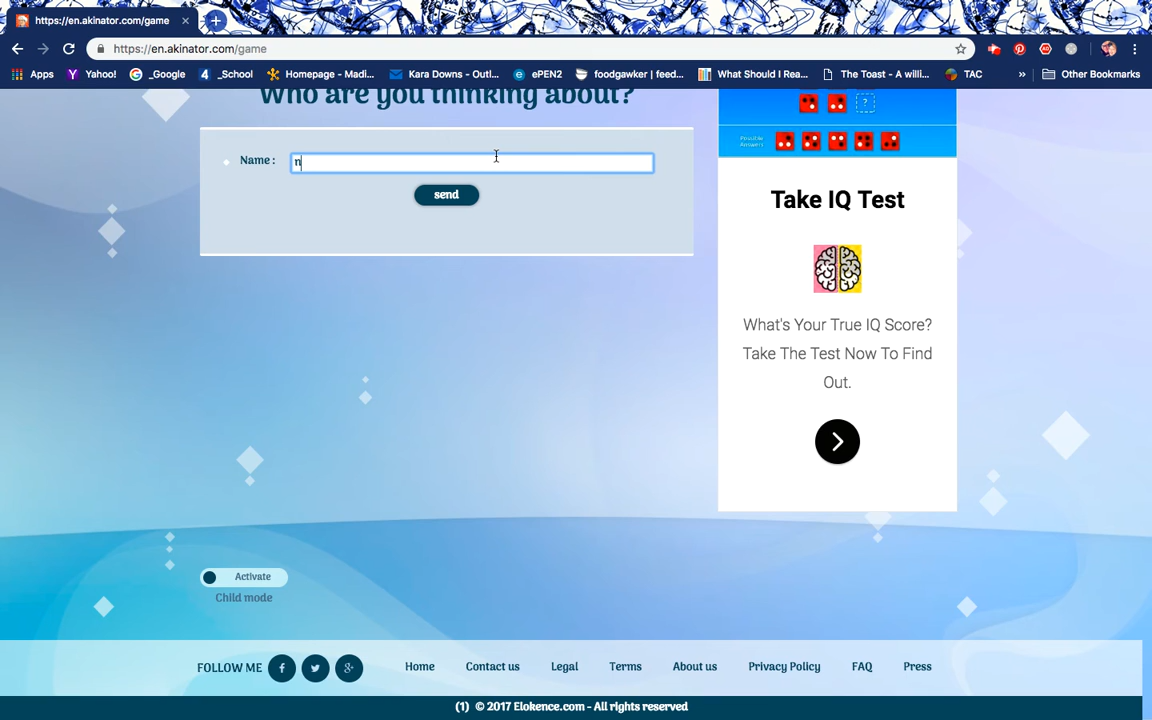 https://en.akinator.com/game
https://en.akinator.com/game
Apps
Yahoo!
_Google
_School
Homepage - Madi...
Kara Downs - Outl...
ePEN2
foodgawker | feed...
What Should I Rea...
The Toast - A willi...
TAC
»
Other Bookmarks
Who are you thinking about?
Name :
n
send
?
Possible
Answers
Take IQ Test
What's Your True IQ Score?
Take The Test Now To Find
Out.
Activate
Child mode
FOLLOW ME
Home
Contact us
Legal
Terms
About us
Privacy Policy
FAQ
Press
(1) © 2017 Elokence.com - All rights reserved